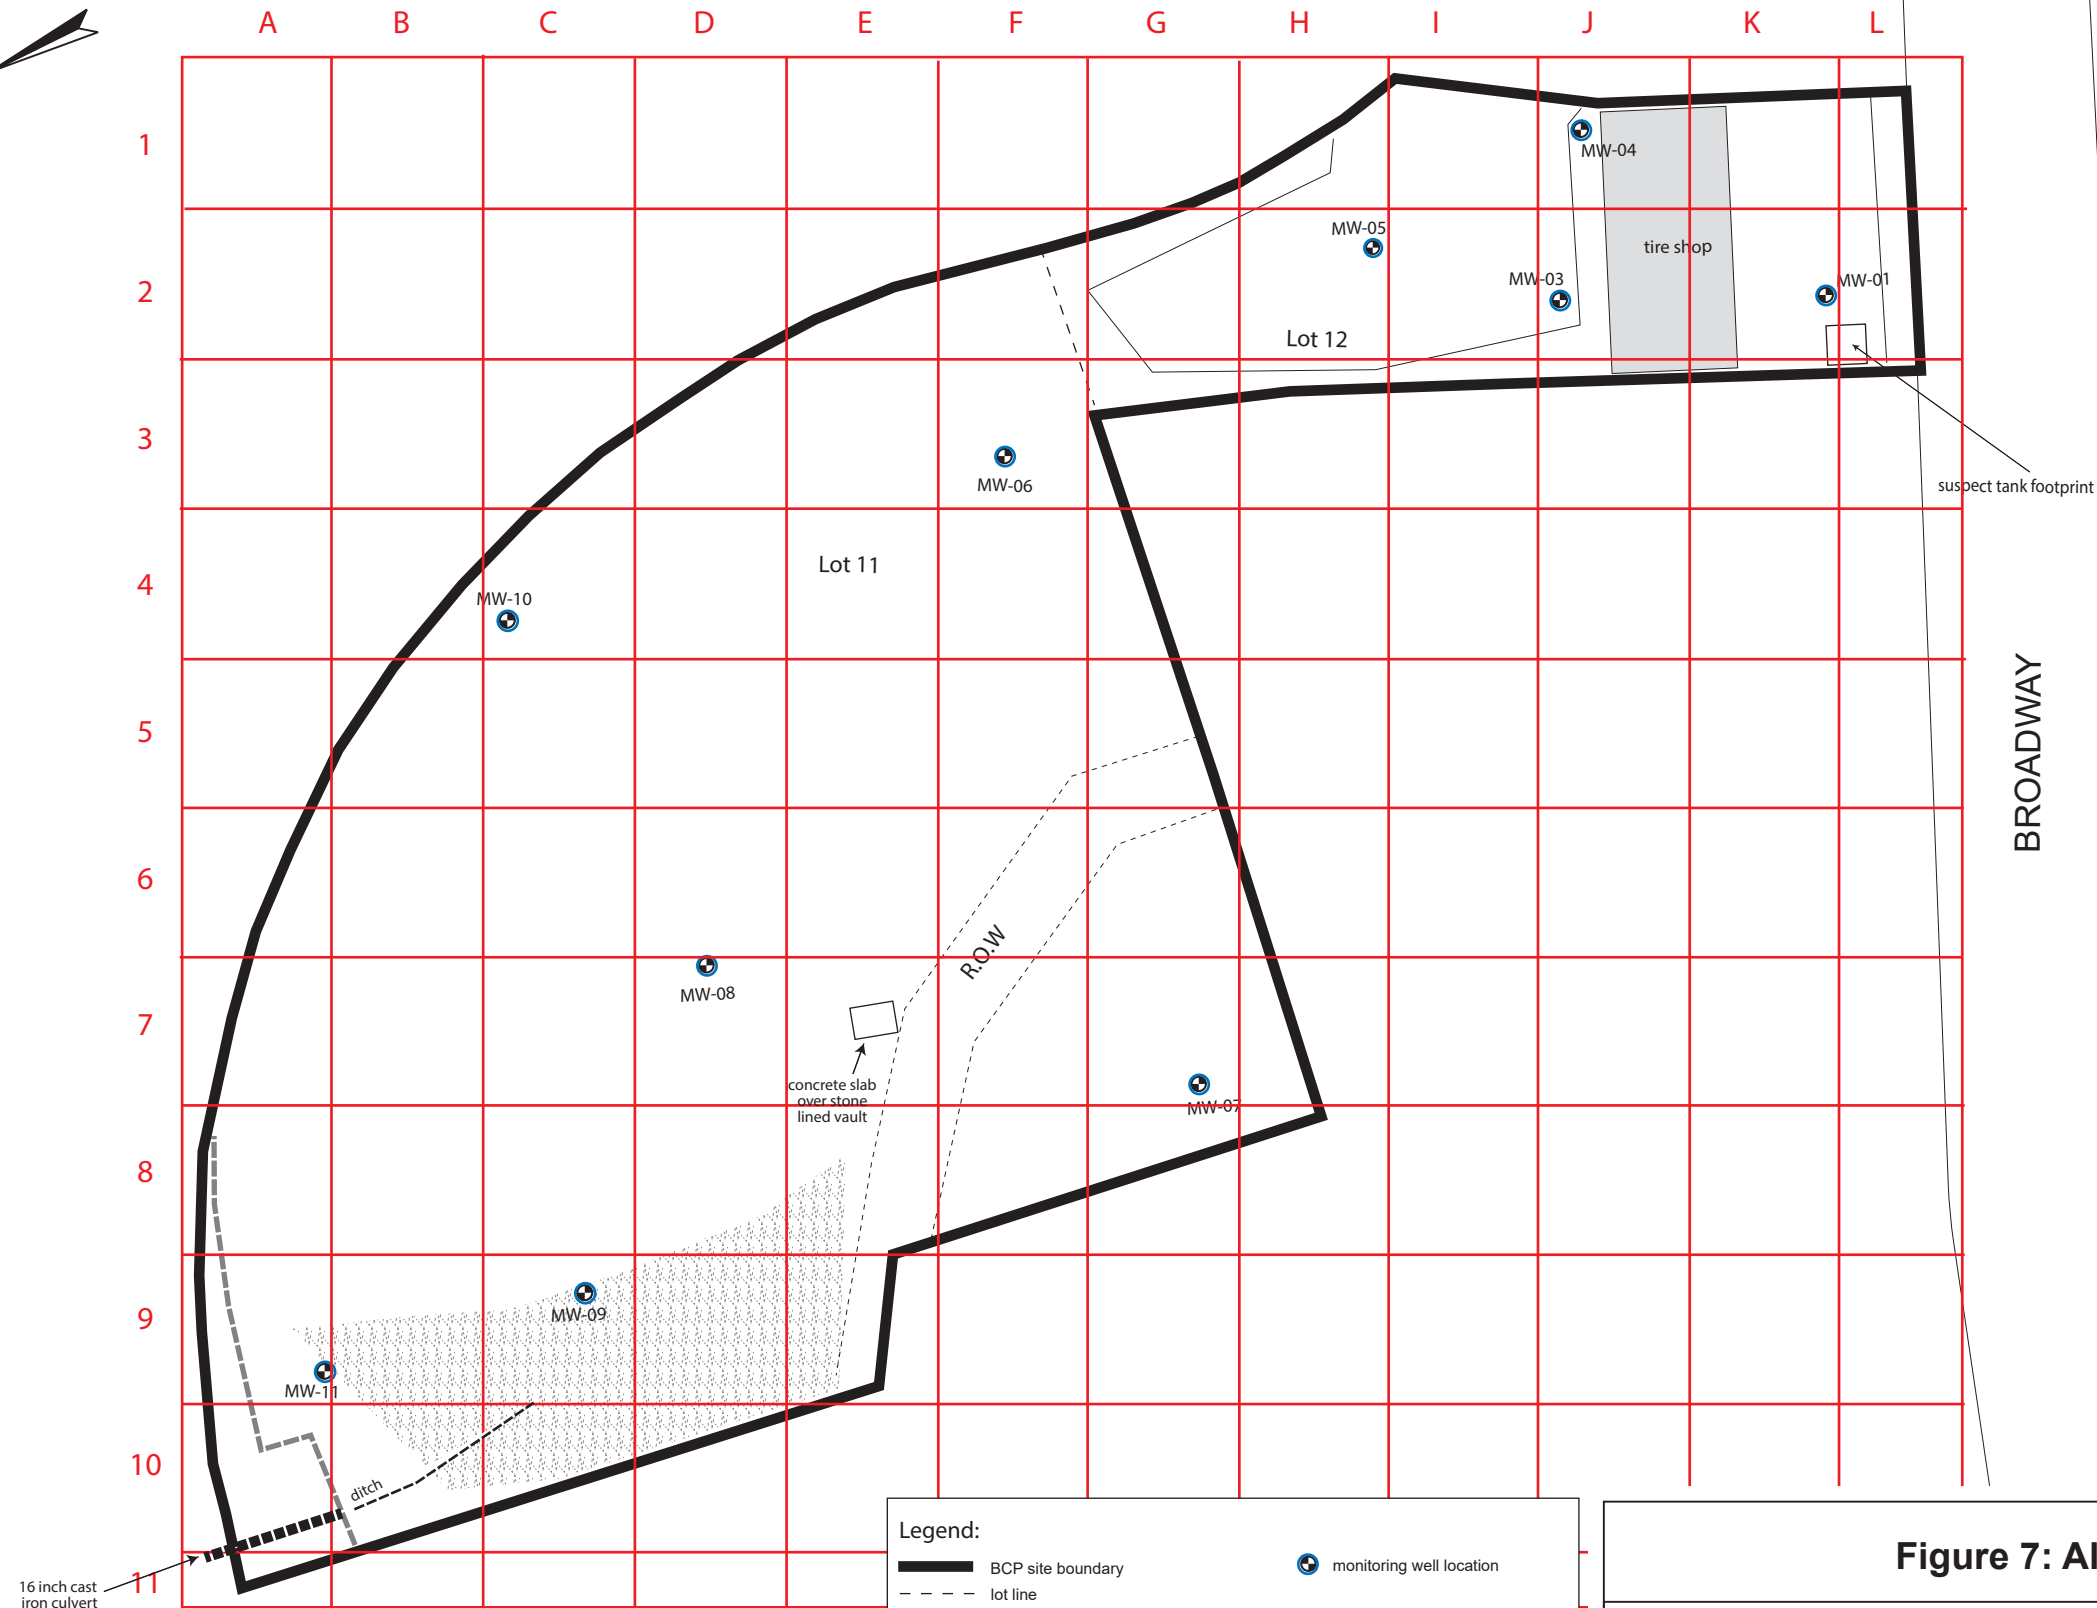 A B C D E F G H I J K L
1
MW-04
MW-05
tire shop
2
MW-03
MW-01
Lot 12
3
MW-06
suspect tank footprint
Lot 11
4
MW-10
5
BROADWAY
6
R.O.W
MW-08
7
concrete slab
over stone
lined vault
MW-07
8
9
MW-09
MW-11
10
ditch
11
16 inch cast
iron culvert
Legend:
BCP site boundary
lot line
monitoring well location
Figure 7: Al